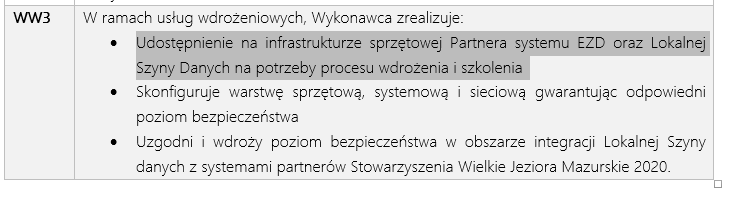 WW3 W ramach usług wdrożeniowych, Wykonawca zrealizuje:
• Udostępnienie na infrastrukturze sprzętowej Partnera systemu EZD oraz Lokalnej
Szyny Danych na potrzeby procesu wdrożenia i szkolenia
• Skonfiguruje warstwę sprzętową, systemową i sieciową gwarantując odpowiedni
poziom bezpieczeństwa
• Uzgodni i wdroży poziom bezpieczeństwa w obszarze integracji Lokalnej Szyny
danych z systemami partnerów Stowarzyszenia Wielkie Jeziora Mazurskie 2020.